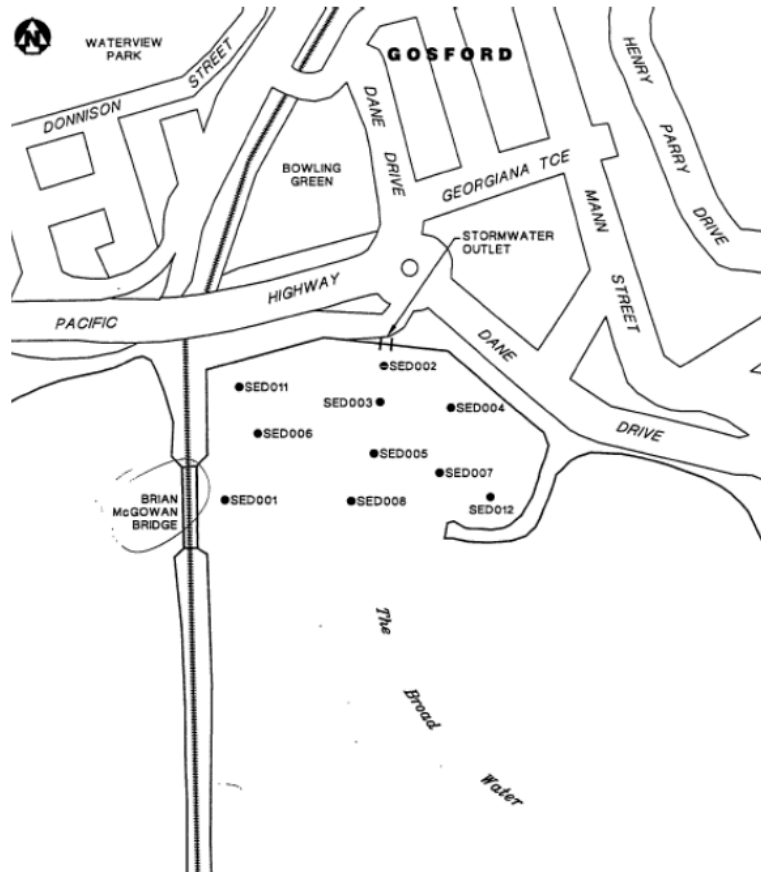 N
WATERVIEW
PARK
GOSFORD
HENRY
PARRY
DRIVE
DONNISON
STREET
DANE
DRIVE
BOWLING
GREEN
GEORGIANA TCE
MANN
STREET
STORMWATER
OUTLET
PACIFIC
HIGHWAY
DANE
DRIVE
SED002
SED011
SED003
SED004
SED006
SED005
SED007
SED001
SED008
SED012
BRIAN
McGOWAN
BRIDGE
The
Broad
Water